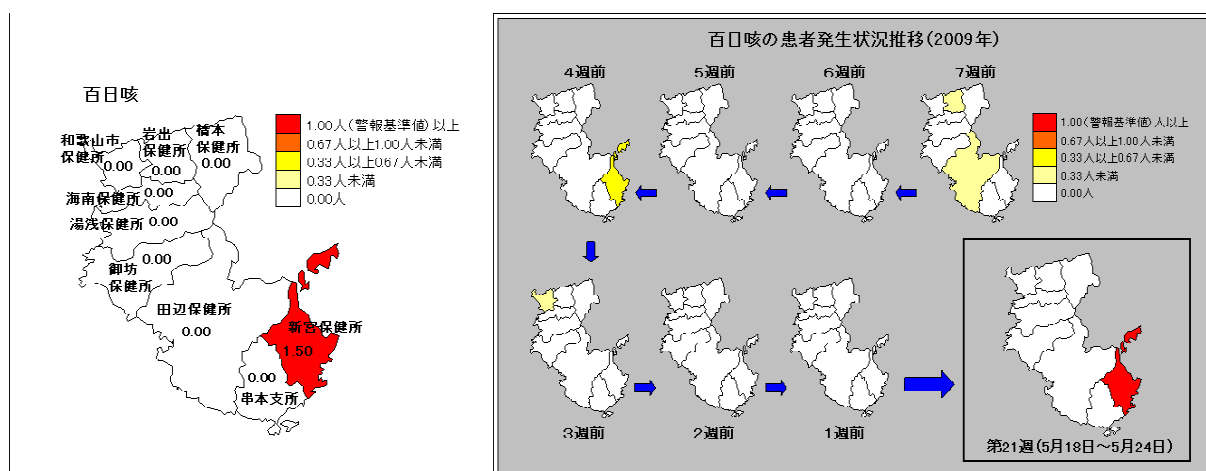 百日咳
和歌山市
保健所
0.00
岩出
保健所
0.00
橋本
保健所
0.00
海南保健所
0.00
湯浅保健所
0.00
御坊
保健所
0.00
田辺保健所
0.00
新宮保健所
1.50
0.00
串本支所
1.00人(警報基準値)以上
0.67人以上1.00人未満
0.33人以上0.67人未満
0.33人未満
0.00人
百日咳の患者発生状況推移(2009年)
4週前
5週前
6週前
7週前
1.00(警報基準値)人以上
0.67人以上1.00人未満
0.33人以上0.67人未満
0.33人未満
0.00人
3週前
2週前
1週前
第21週(5月18日~5月24日)